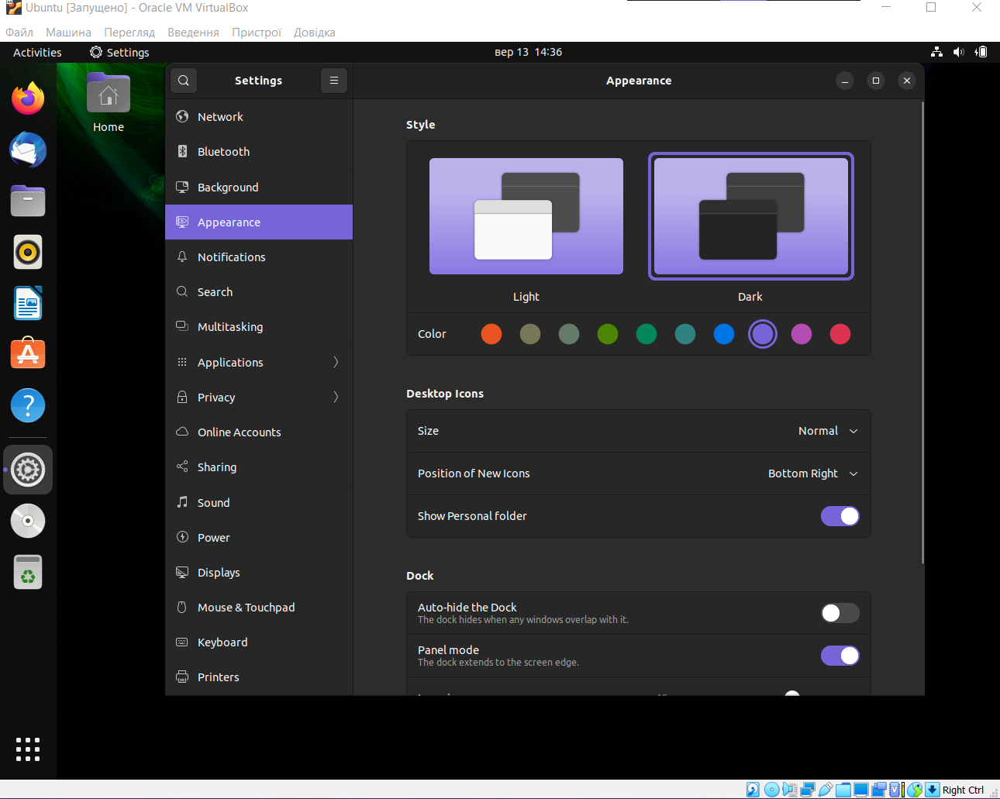 Ubuntu [Запущено] - Oracle VM VirtualBox
Файл Машина Перегляд Введення Пристрої Довідка
Activities Settings вер 13 14:36
Settings
Appearance
Home
Network
Bluetooth
Background
Appearance
Notifications
Search
Multitasking
Applications
Privacy
Online Accounts
Sharing
Sound
Power
Displays
Mouse & Touchpad
Keyboard
Printers
Style
Light Dark
Color
Desktop Icons
Size Normal
Position of New Icons Bottom Right
Show Personal folder
Dock
Auto-hide the Dock
The dock hides when any windows overlap with it.
Panel mode
The dock extends to the screen edge.
Right Ctrl